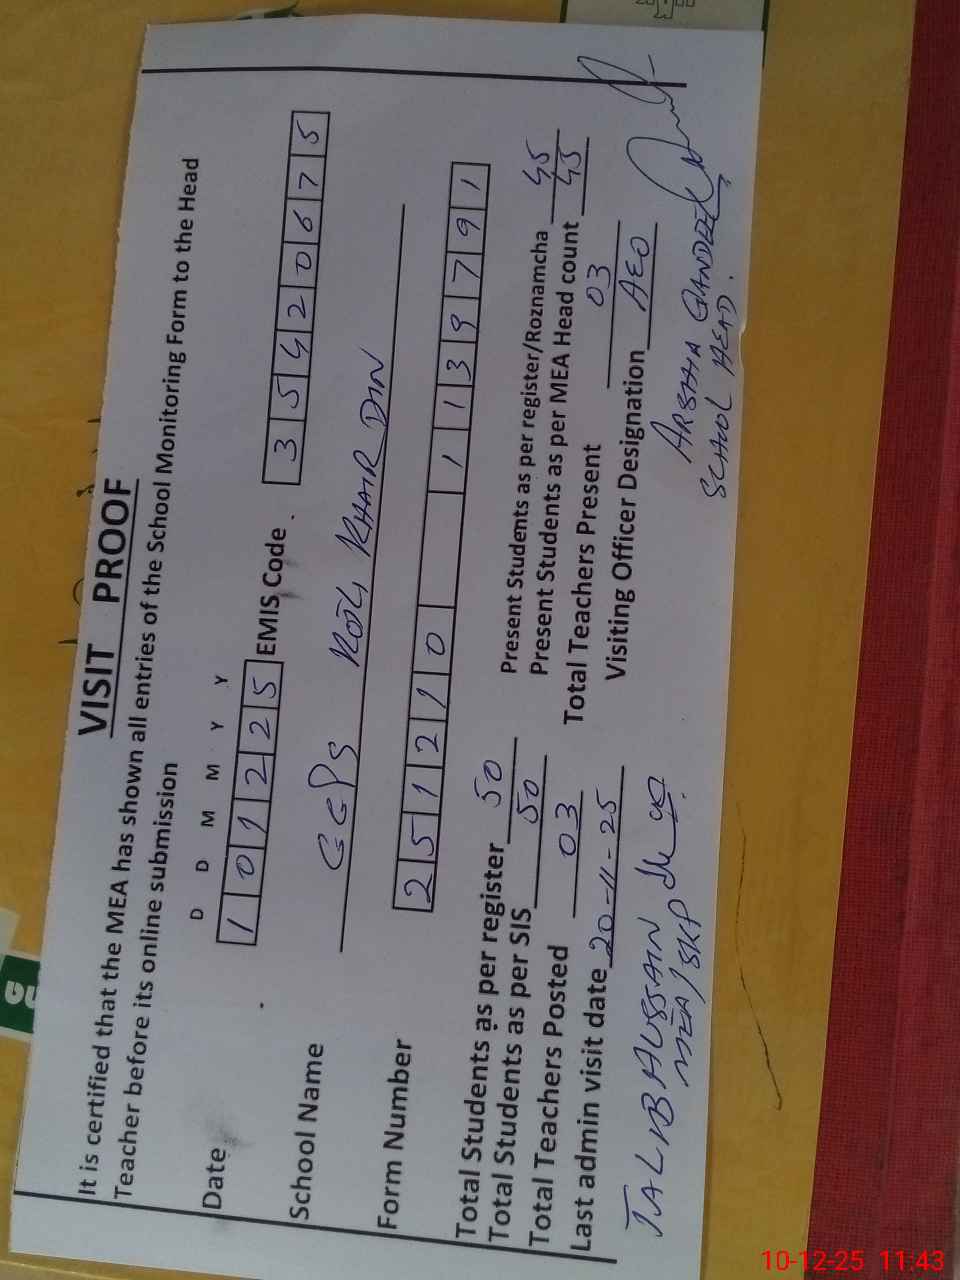 VISIT PROOF
It is certified that the MEA has shown all entries of the School Monitoring Form to the Head
Teacher before its online submission
D D M M Y Y
Date 1 0 1 2 2 5 EMIS Code 3 5 4 2 0 6 7 5
School Name GGPS KOTLI KHAIR DIN
Form Number 2 5 1 2 1 0 1 1 3 9 7 9 1
Total Students as per register 50 Present Students as per register/Roznamcha 45
Total Students as per SIS 50 Present Students as per MEA Head count 45
Total Teachers Posted 03 Total Teachers Present 03
Last admin visit date 20-11-25 Visiting Officer Designation AEO
TALIB HUSSAIN
MEA/SKP
SCHOOL HEAD.
10-12-25 11:43